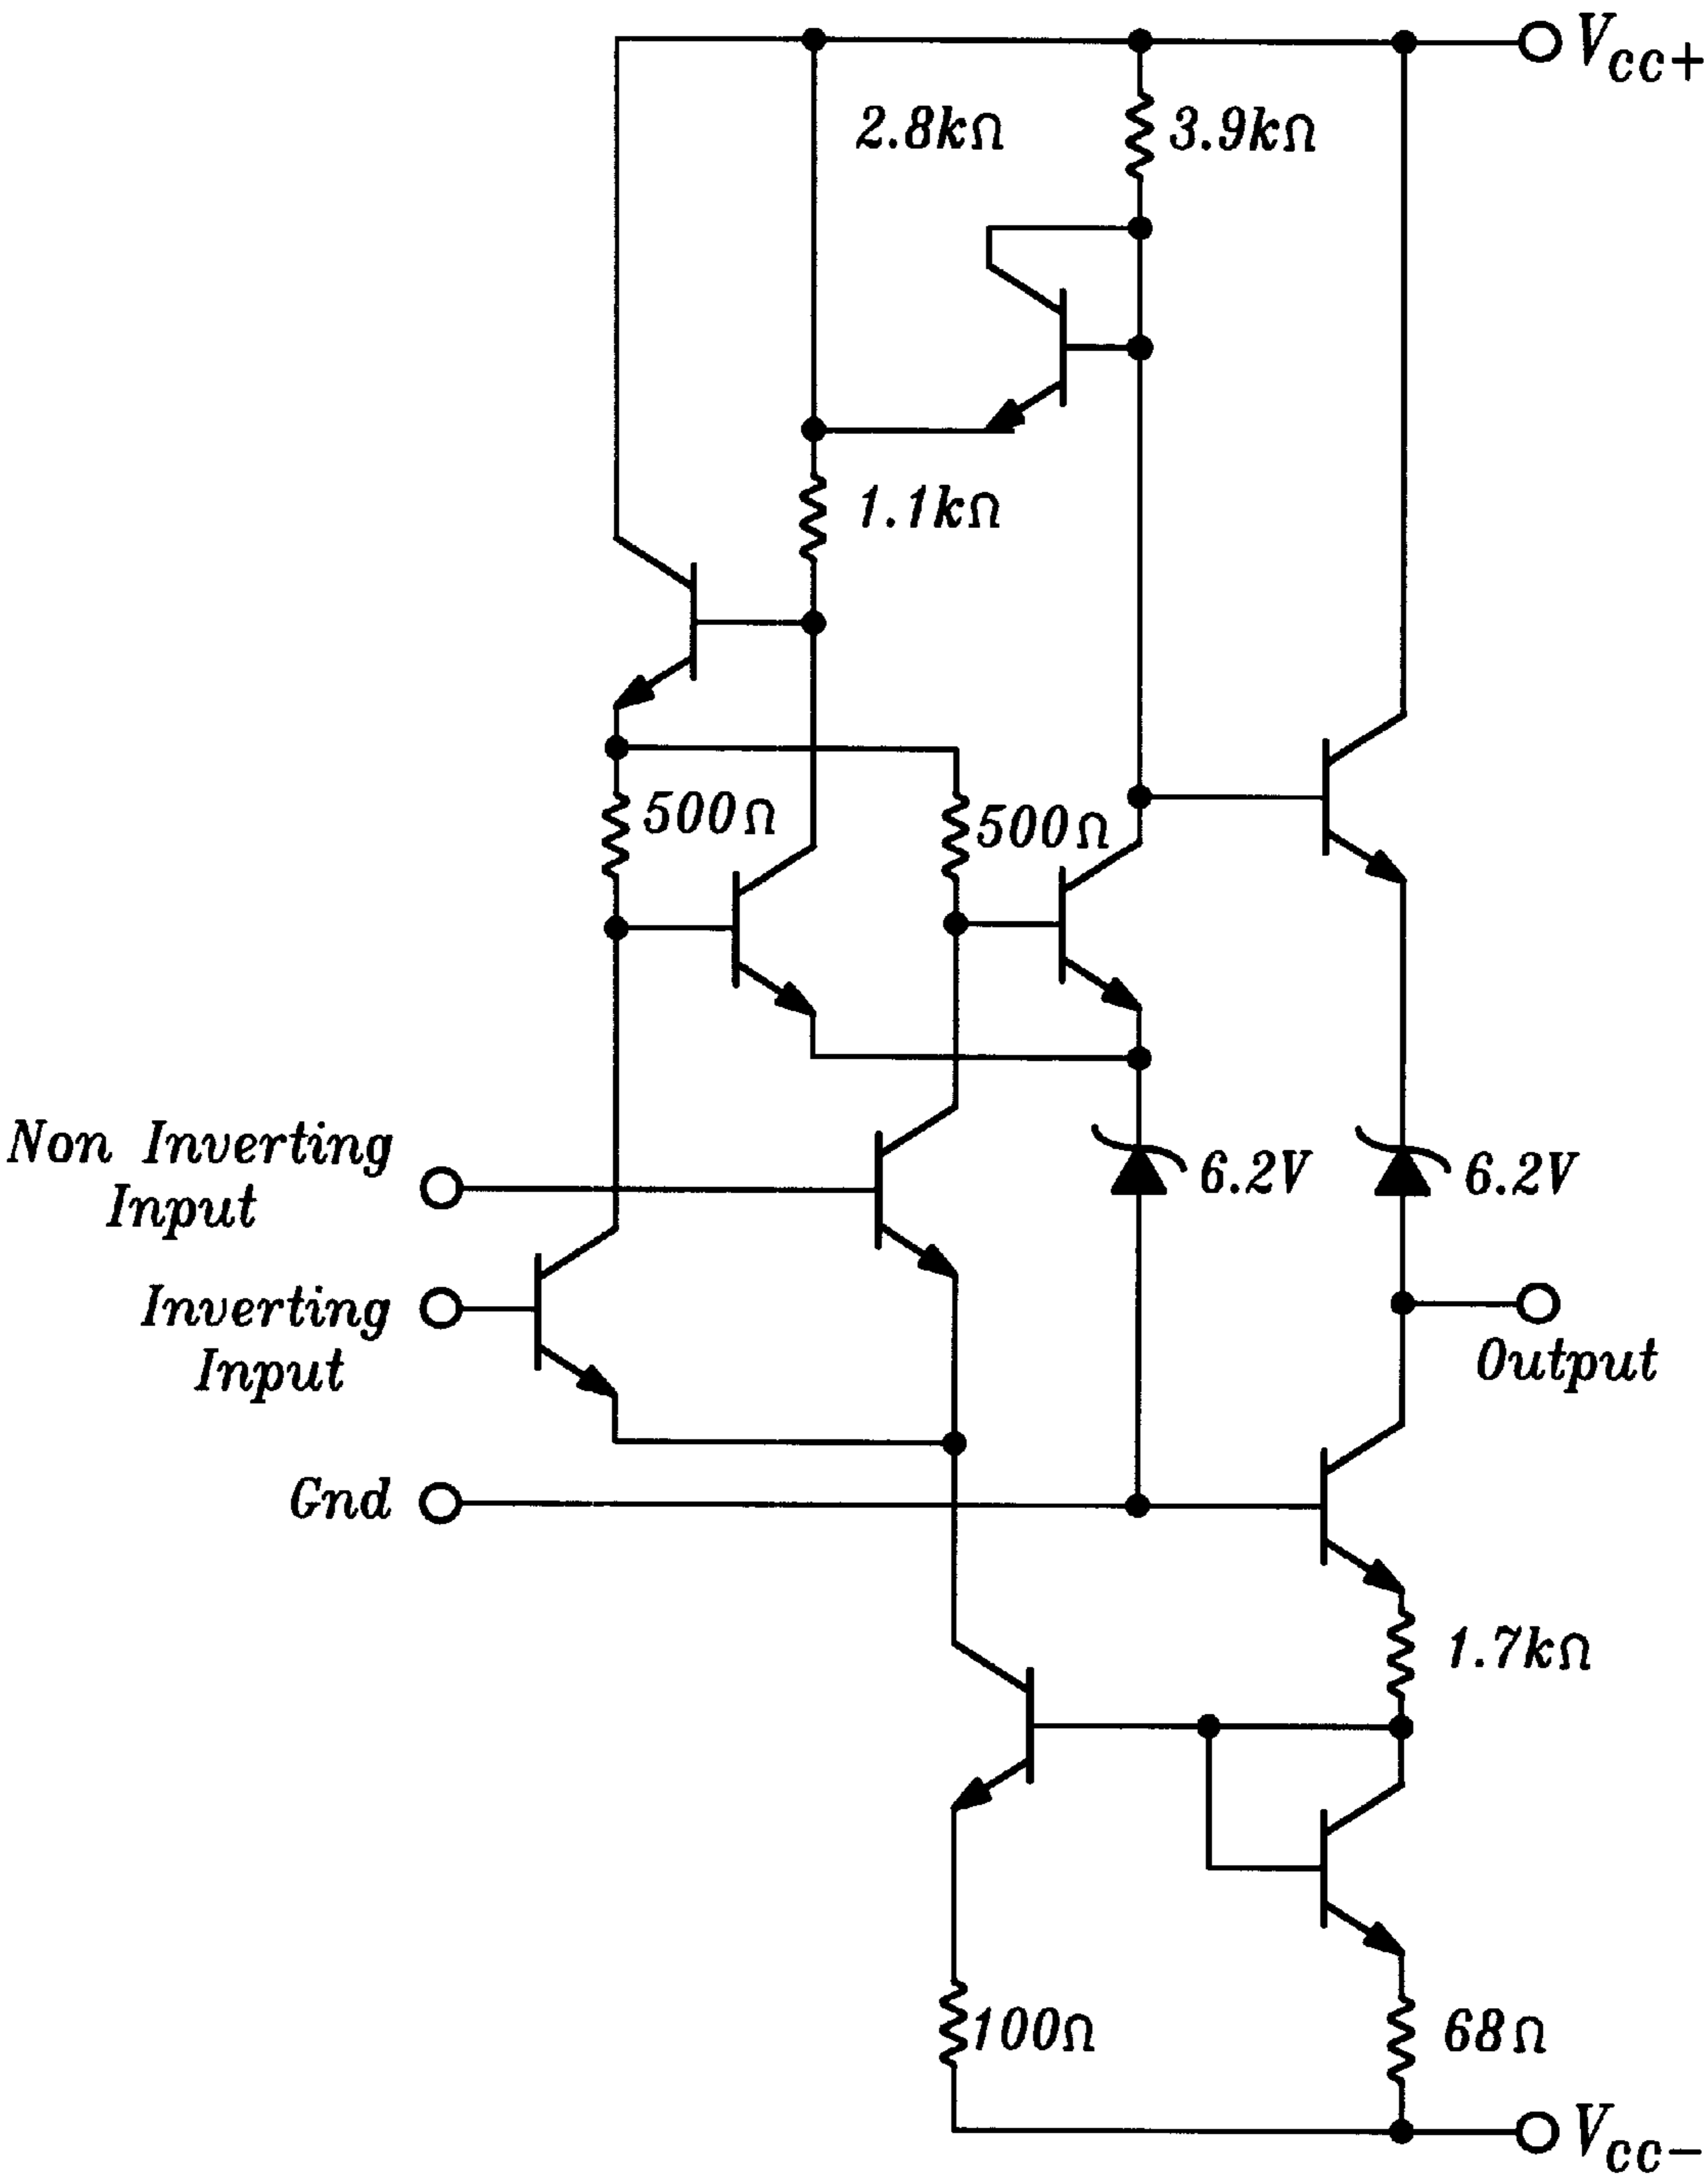 Vcc+
2.8kΩ
3.9kΩ
1.1kΩ
500Ω
500Ω
Non Inverting
Input
6.2V
6.2V
Inverting
Input
Output
Gnd
1.7kΩ
100Ω
68Ω
Vcc−